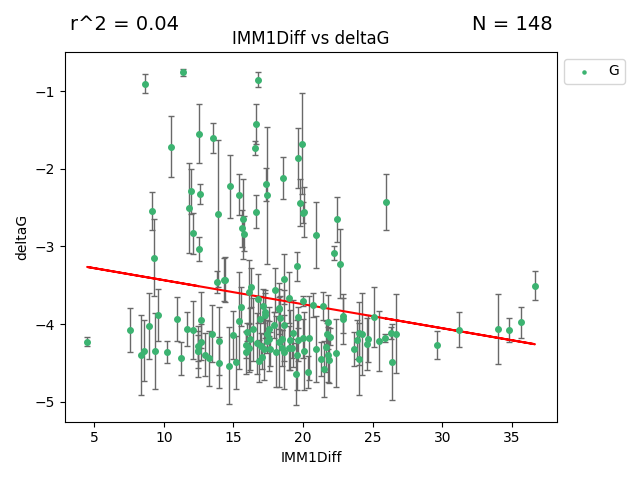 r^2 = 0.04
N = 148
IMM1Diff vs deltaG
G
−1
−2
−3
−4
−5
deltaG
5 10 15 20 25 30 35
IMM1Diff